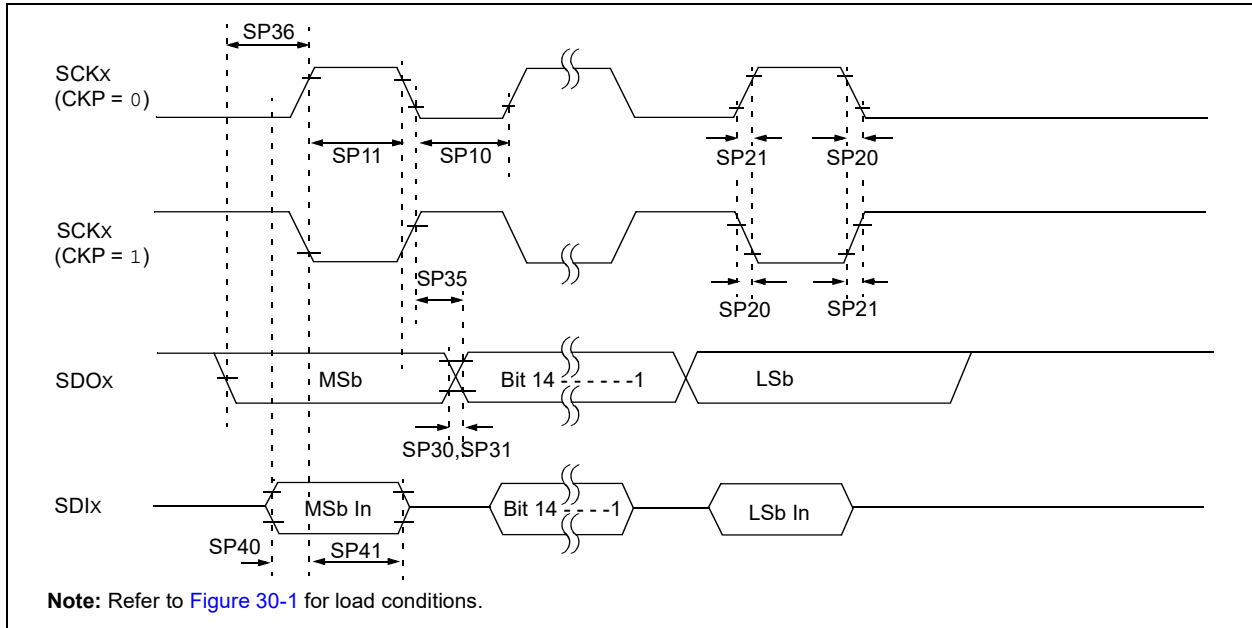 SP36
SCKx
(CKP = 0)
SP11
SP10
SP21
SP20
SCKx
(CKP = 1)
SP35
SP20
SP21
SDOx
MSb
Bit 14 - - - - - -1
LSb
SP30,SP31
SDIx
MSb In
Bit 14 - - - - -1
LSb In
SP40
SP41
Note: Refer to Figure 30-1 for load conditions.